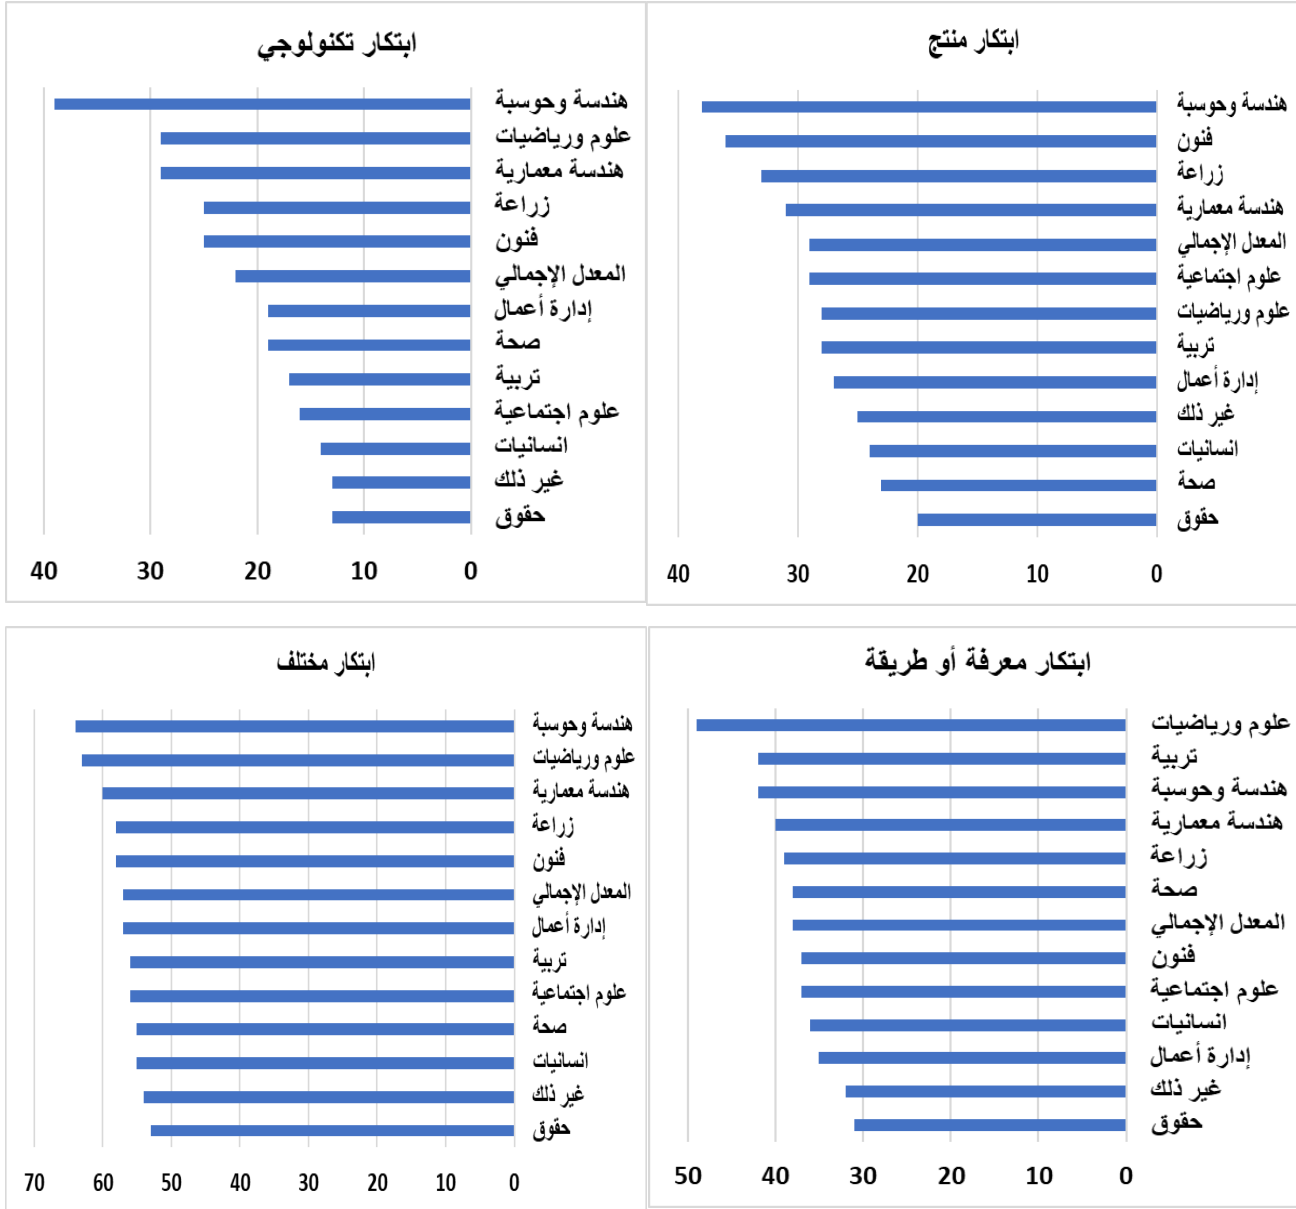 ابتكار منتج
هندسة وحوسبة
فنون
زراعة
هندسة معمارية
المعدل الإجمالي
علوم اجتماعية
علوم ورياضيات
تربية
إدارة أعمال
غير ذلك
انسانيات
صحة
حقوق
40 30 20 10 0
ابتكار تكنولوجي
هندسة وحوسبة
علوم ورياضيات
هندسة معمارية
زراعة
فنون
المعدل الإجمالي
إدارة أعمال
صحة
تربية
علوم اجتماعية
انسانيات
غير ذلك
حقوق
40 30 20 10 0
ابتكار معرفة أو طريقة
علوم ورياضيات
تربية
هندسة وحوسبة
هندسة معمارية
زراعة
صحة
المعدل الإجمالي
فنون
علوم اجتماعية
انسانيات
إدارة أعمال
غير ذلك
حقوق
50 40 30 20 10 0
ابتكار مختلف
هندسة وحوسبة
علوم ورياضيات
هندسة معمارية
زراعة
فنون
المعدل الإجمالي
إدارة أعمال
تربية
علوم اجتماعية
صحة
انسانيات
غير ذلك
حقوق
70 60 50 40 30 20 10 0